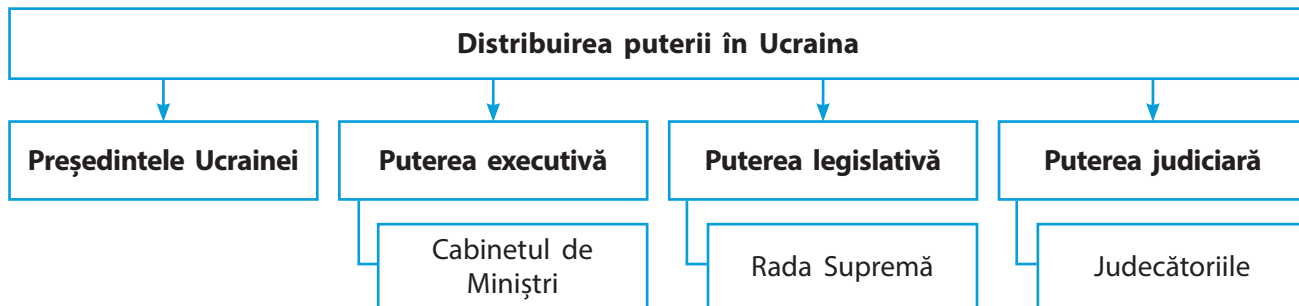 Distribuirea puterii în Ucraina
Președintele Ucrainei
Puterea executivă
Puterea legislativă
Puterea judiciară
Cabinetul de
Miniștri
Rada Supremă
Judecătoriile